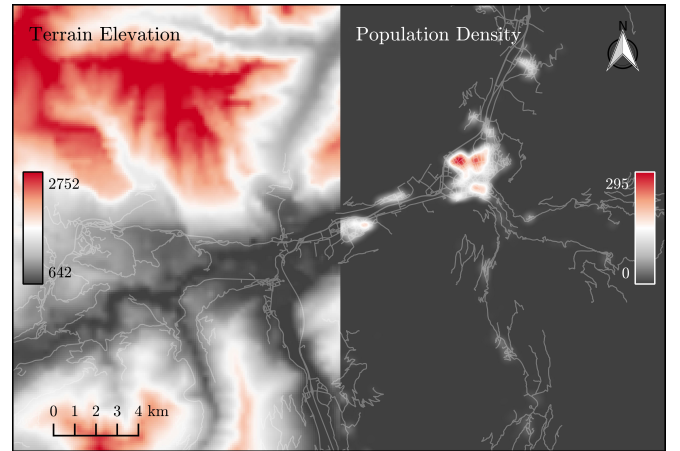 Terrain Elevation
Population Density
N
2752
642
295
0
0 1 2 3 4 km